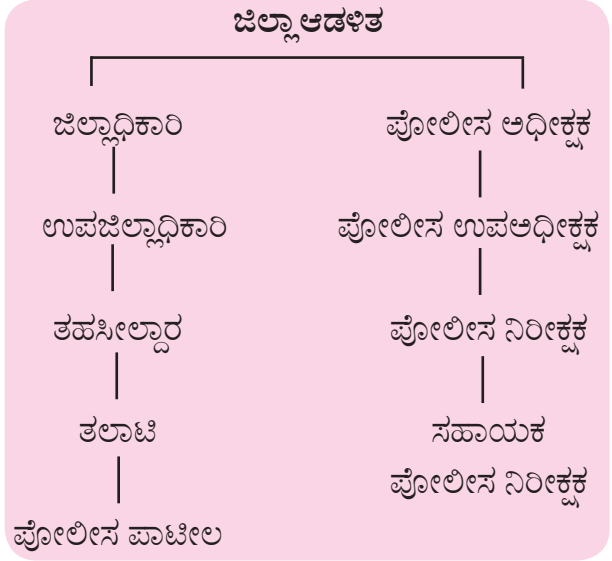 ಜಿಲ್ಲಾ ಆಡಳಿತ
ಜಿಲ್ಲಾಧಿಕಾರಿ
ಉಪಜಿಲ್ಲಾಧಿಕಾರಿ
ತಹಸೀಲ್ದಾರ
ತಲಾಟಿ
ಪೋಲೀಸ ಪಾಟೀಲ
ಪೋಲೀಸ ಅಧೀಕ್ಷಕ
ಪೋಲೀಸ ಉಪಅಧೀಕ್ಷಕ
ಪೋಲೀಸ ನಿರೀಕ್ಷಕ
ಸಹಾಯಕ
ಪೋಲೀಸ ನಿರೀಕ್ಷಕ